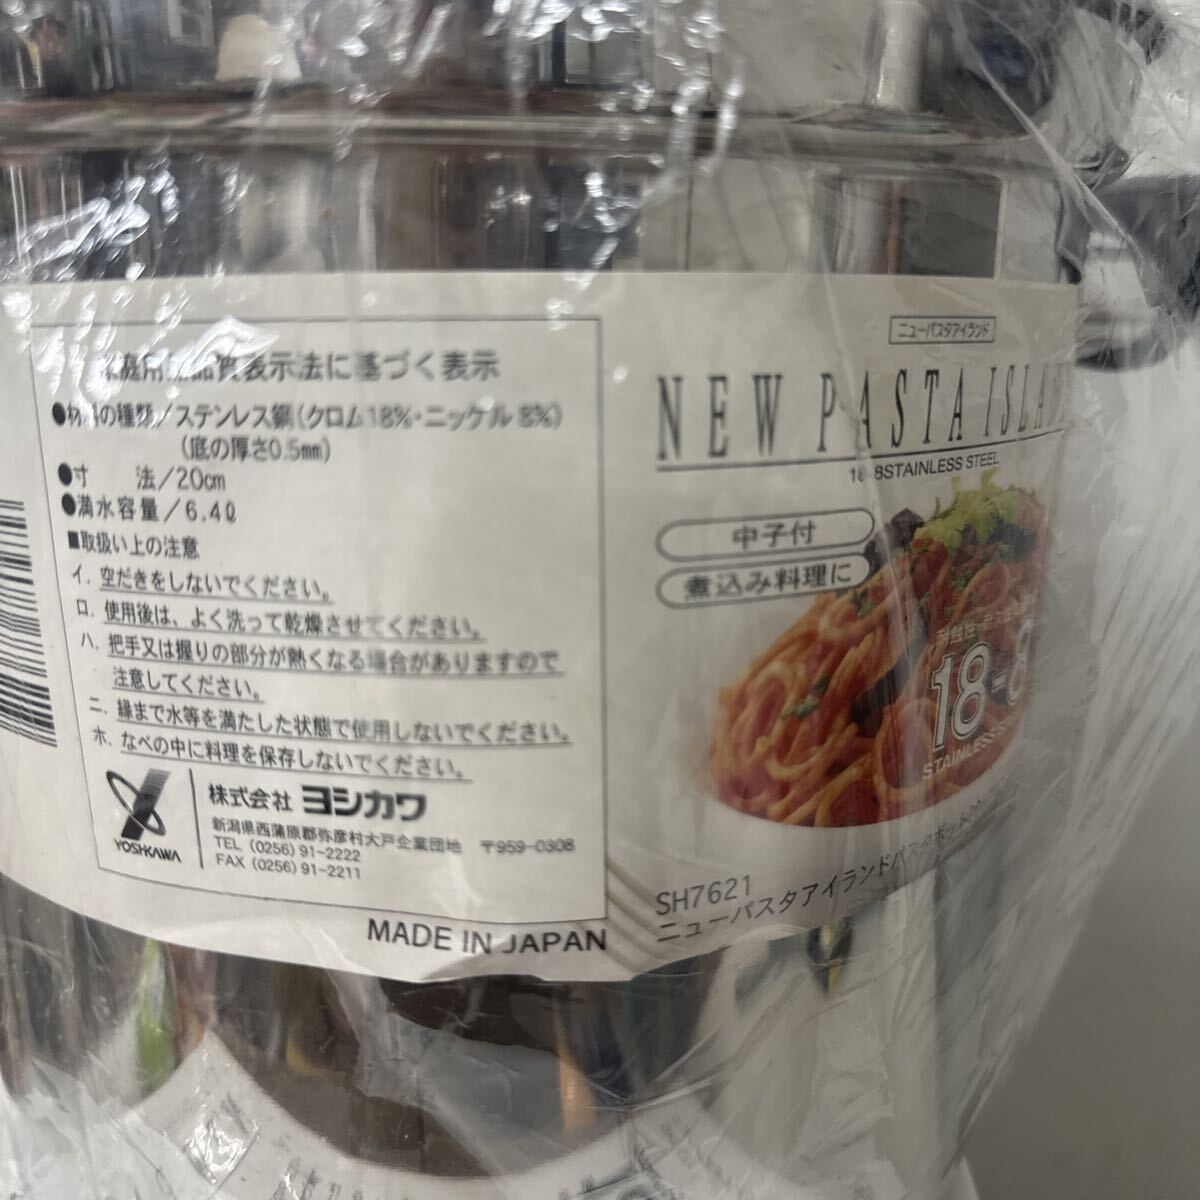 家庭用品品質表示法に基づく表示
●材料の種類/ステンレス鋼(クロム18%・ニッケル8%)
(底の厚さ0.5mm)
●寸 法/20cm
●満水容量/6.4ℓ
■取扱い上の注意
イ. 空だきをしないでください。
ロ. 使用後は、よく洗って乾燥させてください。
ハ. 把手又は握りの部分が熱くなる場合がありますので
注意してください。
ニ. 縁まで水等を満たした状態で使用しないでください。
ホ. なべの中に料理を保存しないでください。
YOSHIKAWA
株式会社 ヨシカワ
新潟県西蒲原郡弥彦村大戸企業団地 〒959-0308
TEL (0256) 91-2222
FAX (0256) 91-2211
MADE IN JAPAN
ニューパスタアイランド
NEW PASTA ISLA
18-8STAINLESS STEEL
中子付
煮込み料理に
18-8
STAINLESS
SH7621
ニューパスタアイランドパスタポット